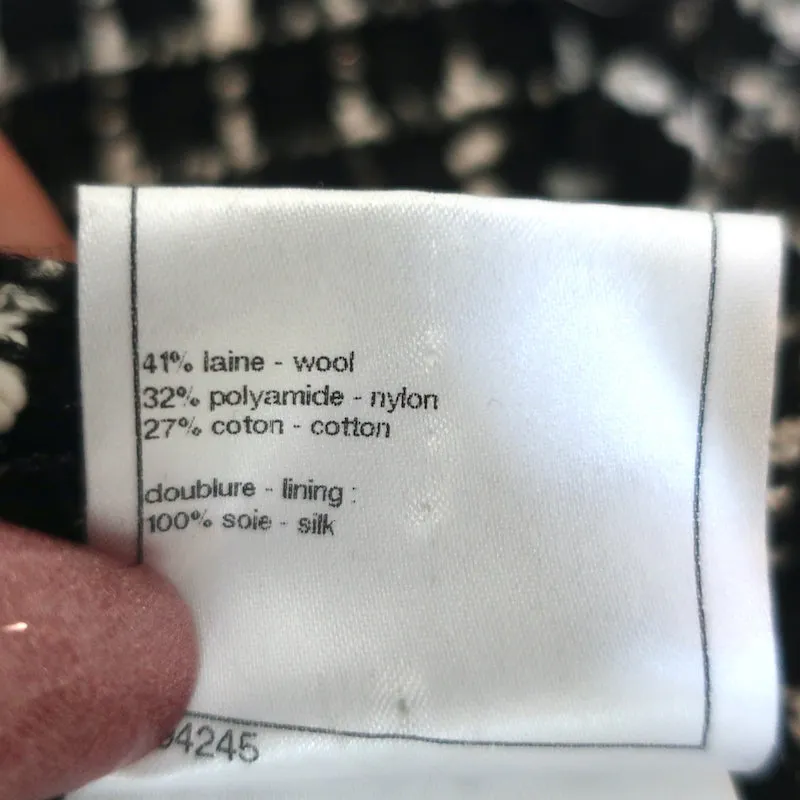 41% laine - wool
32% polyamide - nylon
27% coton - cotton
doublure - lining :
100% soie - silk
4245